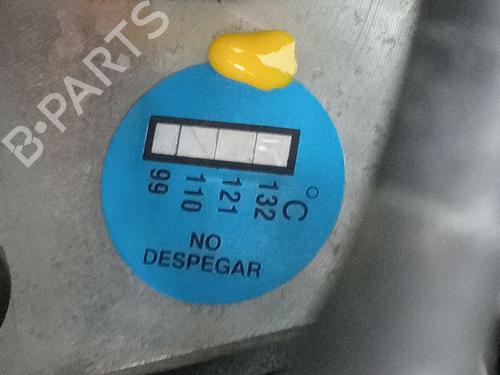 B-PARTS
99
110
121
132
°C
NO
DESPEGAR